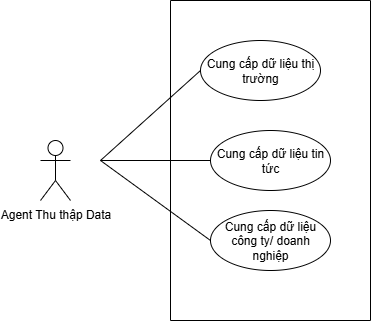 Cung cấp dữ liệu thị
trường
Cung cấp dữ liệu tin
tức
Agent Thu thập Data
Cung cấp dữ liệu
công ty/ doanh
nghiệp